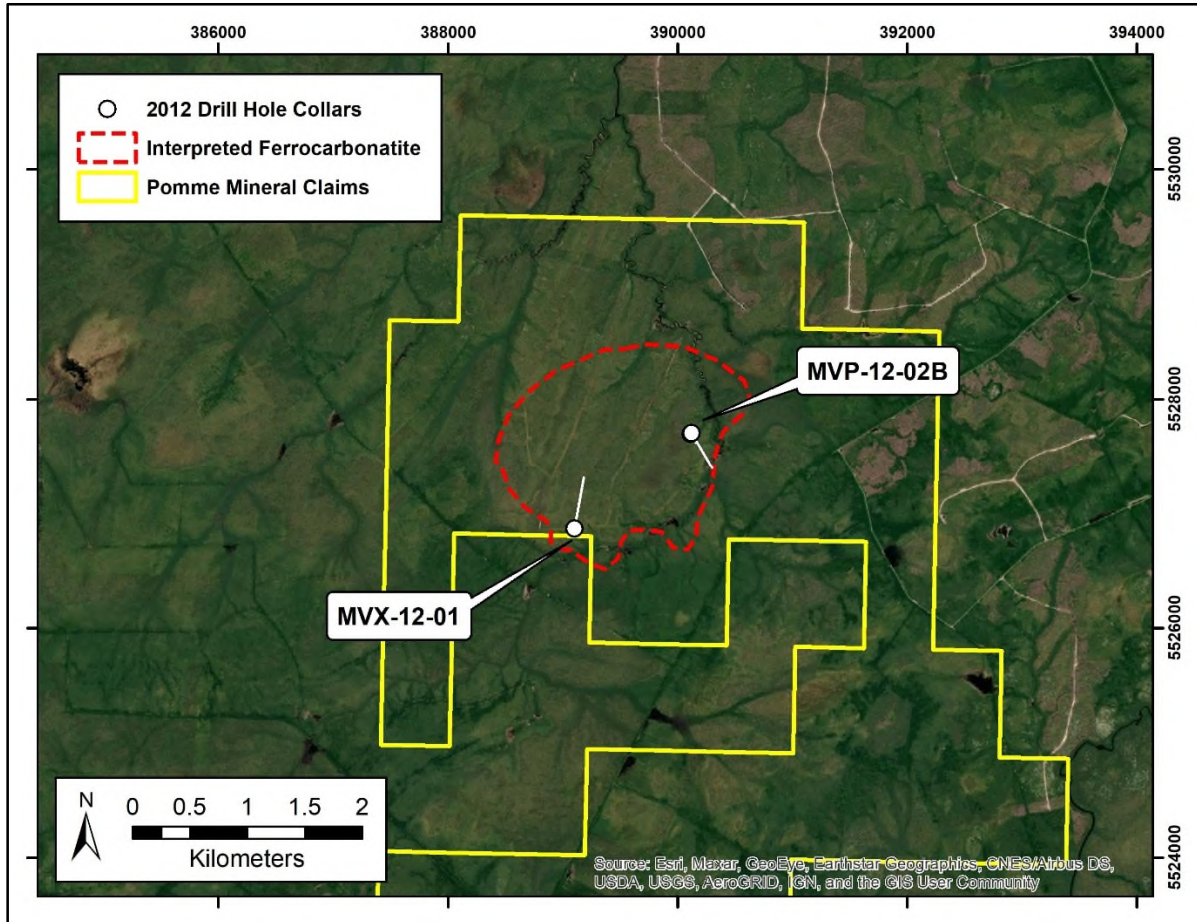 386000 388000 390000 392000 394000
2012 Drill Hole Collars
Interpreted Ferrocarbonatite
Pomme Mineral Claims
5530000
MVP-12-02B
5528000
MVX-12-01
5526000
N
0 0.5 1 1.5 2
Kilometers
5524000
Source: Esri, Maxar, GeoEye, Earthstar Geographics, CNES/Airbus DS,
USDA, USGS, AeroGRID, IGN, and the GIS User Community